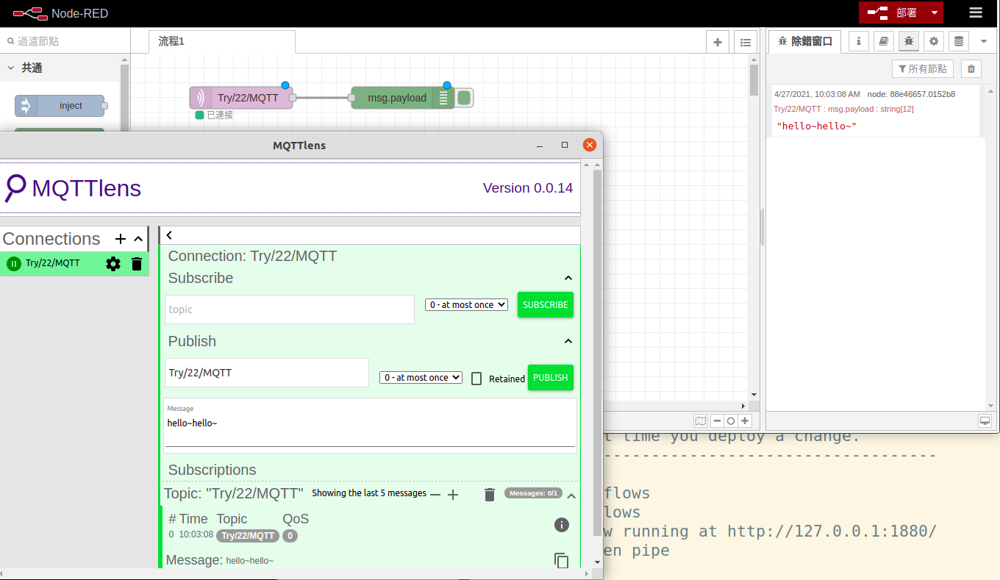 Node-RED
部署
過濾節點
流程1
除錯窗口
共通
所有節點
inject
Try/22/MQTT
msg.payload
已連接
4/27/2021, 10:03:08 AM node: 88e46657.0152b8
Try/22/MQTT : msg.payload : string[12]
"hello~hello~"
MQTTlens
MQTTlens
Version 0.0.14
Connections
Try/22/MQTT
Connection: Try/22/MQTT
Subscribe
topic
0 - at most once
SUBSCRIBE
Publish
Try/22/MQTT
0 - at most once
Retained
PUBLISH
Message
hello~hello~
Subscriptions
Topic: "Try/22/MQTT" Showing the last 5 messages
Messages: 0/1
# Time Topic QoS
0 10:03:08 Try/22/MQTT 0
Message: hello~hello~
t time you deploy a change.
-----------------------------------
flows
lows
w running at http://127.0.0.1:1880/
en pipe